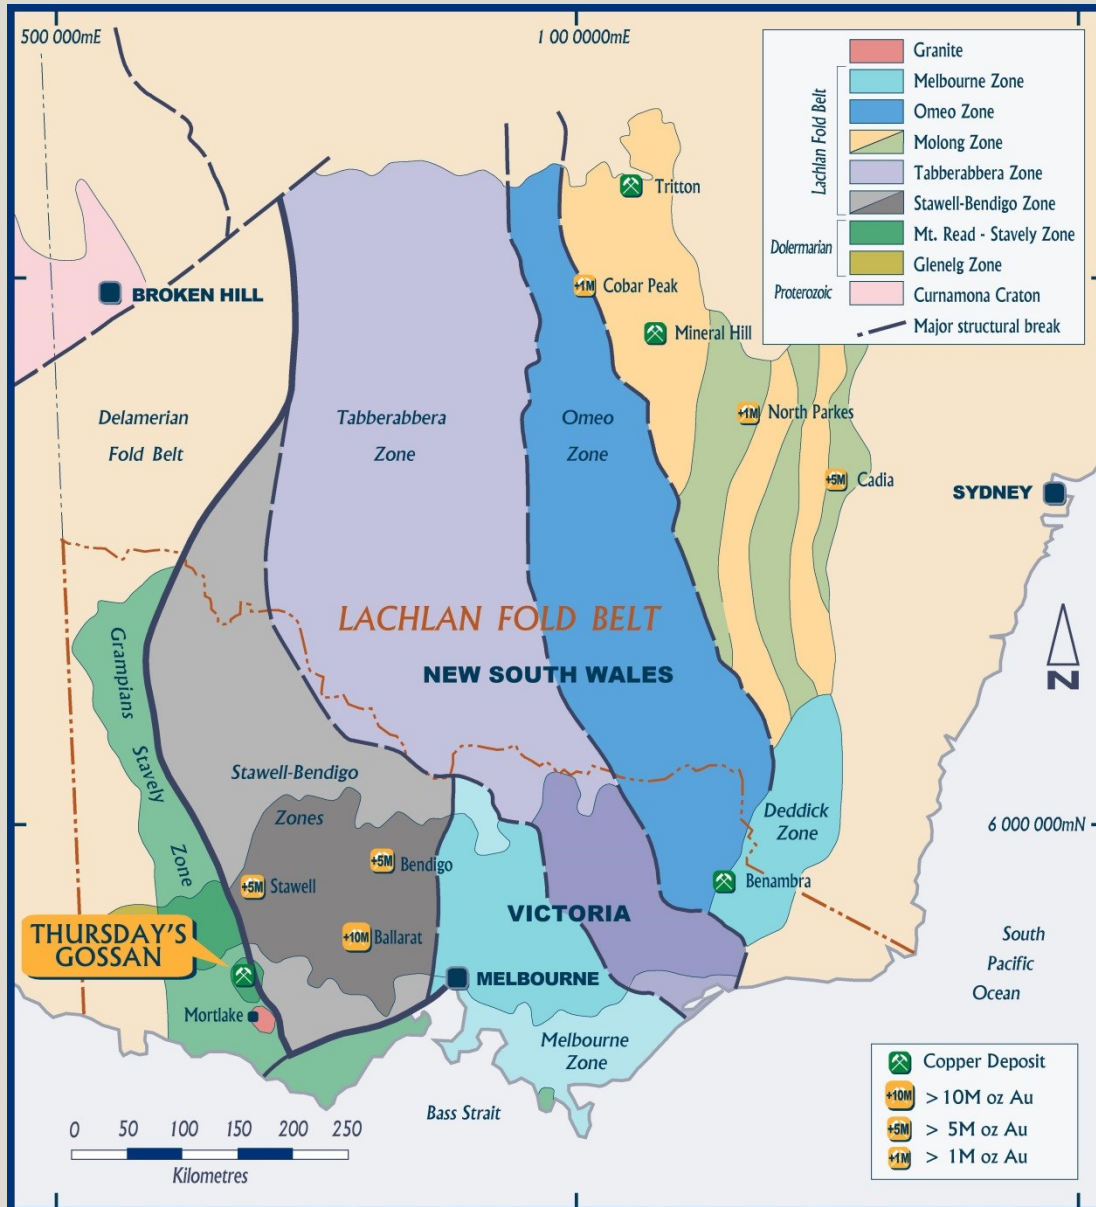 500 000mE
1 00 0000mE
Granite
Melbourne Zone
Omeo Zone
Molong Zone
Tabberabbera Zone
Stawell-Bendigo Zone
Mt. Read - Stavely Zone
Glenelg Zone
Curnamona Craton
Major structural break
Lachlan Fold Belt
Dolermarian
Proterozoic
Tritton
+1M Cobar Peak
BROKEN HILL
Mineral Hill
Delamerian
Fold Belt
Tabberabbera
Zone
Omeo
Zone
+1M North Parkes
+5M Cadia
SYDNEY
LACHLAN FOLD BELT
NEW SOUTH WALES
N
Grampians
Stavely
Zone
Stawell-Bendigo
Zones
Deddick
Zone
6 000 000mN
+5M Bendigo
+5M Stawell
Benambra
VICTORIA
+10M Ballarat
THURSDAY'S
GOSSAN
MELBOURNE
South
Pacific
Ocean
Mortlake
Melbourne
Zone
Bass Strait
Copper Deposit
+10M > 10M oz Au
+5M > 5M oz Au
+1M > 1M oz Au
0 50 100 150 200 250
Kilometres